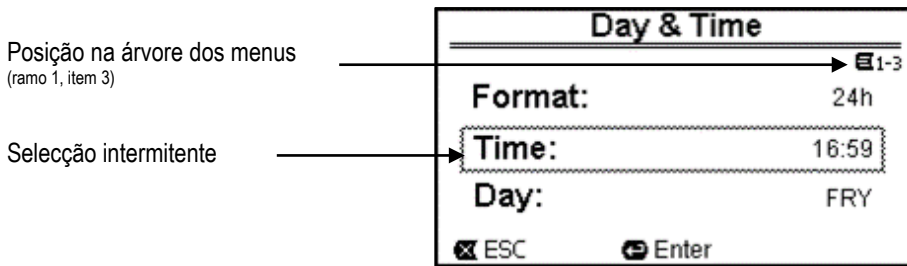 Day & Time
Posição na árvore dos menus
(ramo 1, item 3)
1-3
Format: 24h
Selecção intermitente
Time: 16:59
Day: FRY
ESC Enter